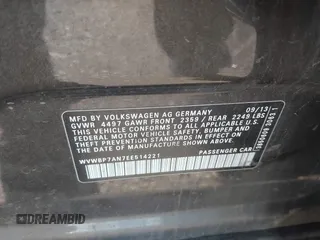 MFD BY VOLKSWAGEN AG GERMANY 09/13
GVWR 4497 GAWR FRONT 2359 / REAR 2249 LBS
THIS VEHICLE CONFORMS TO ALL APPLICABLE
FEDERAL MOTOR VEHICLE SAFETY, BUMPER AND
THEFT PREVENTION STANDARDS IN EFFECT
ON THE DATE OF MANUFACTURE SHOWN ABOVE
WVWBP7AN7EE514221 PASSENGER CAR
DREAMBID